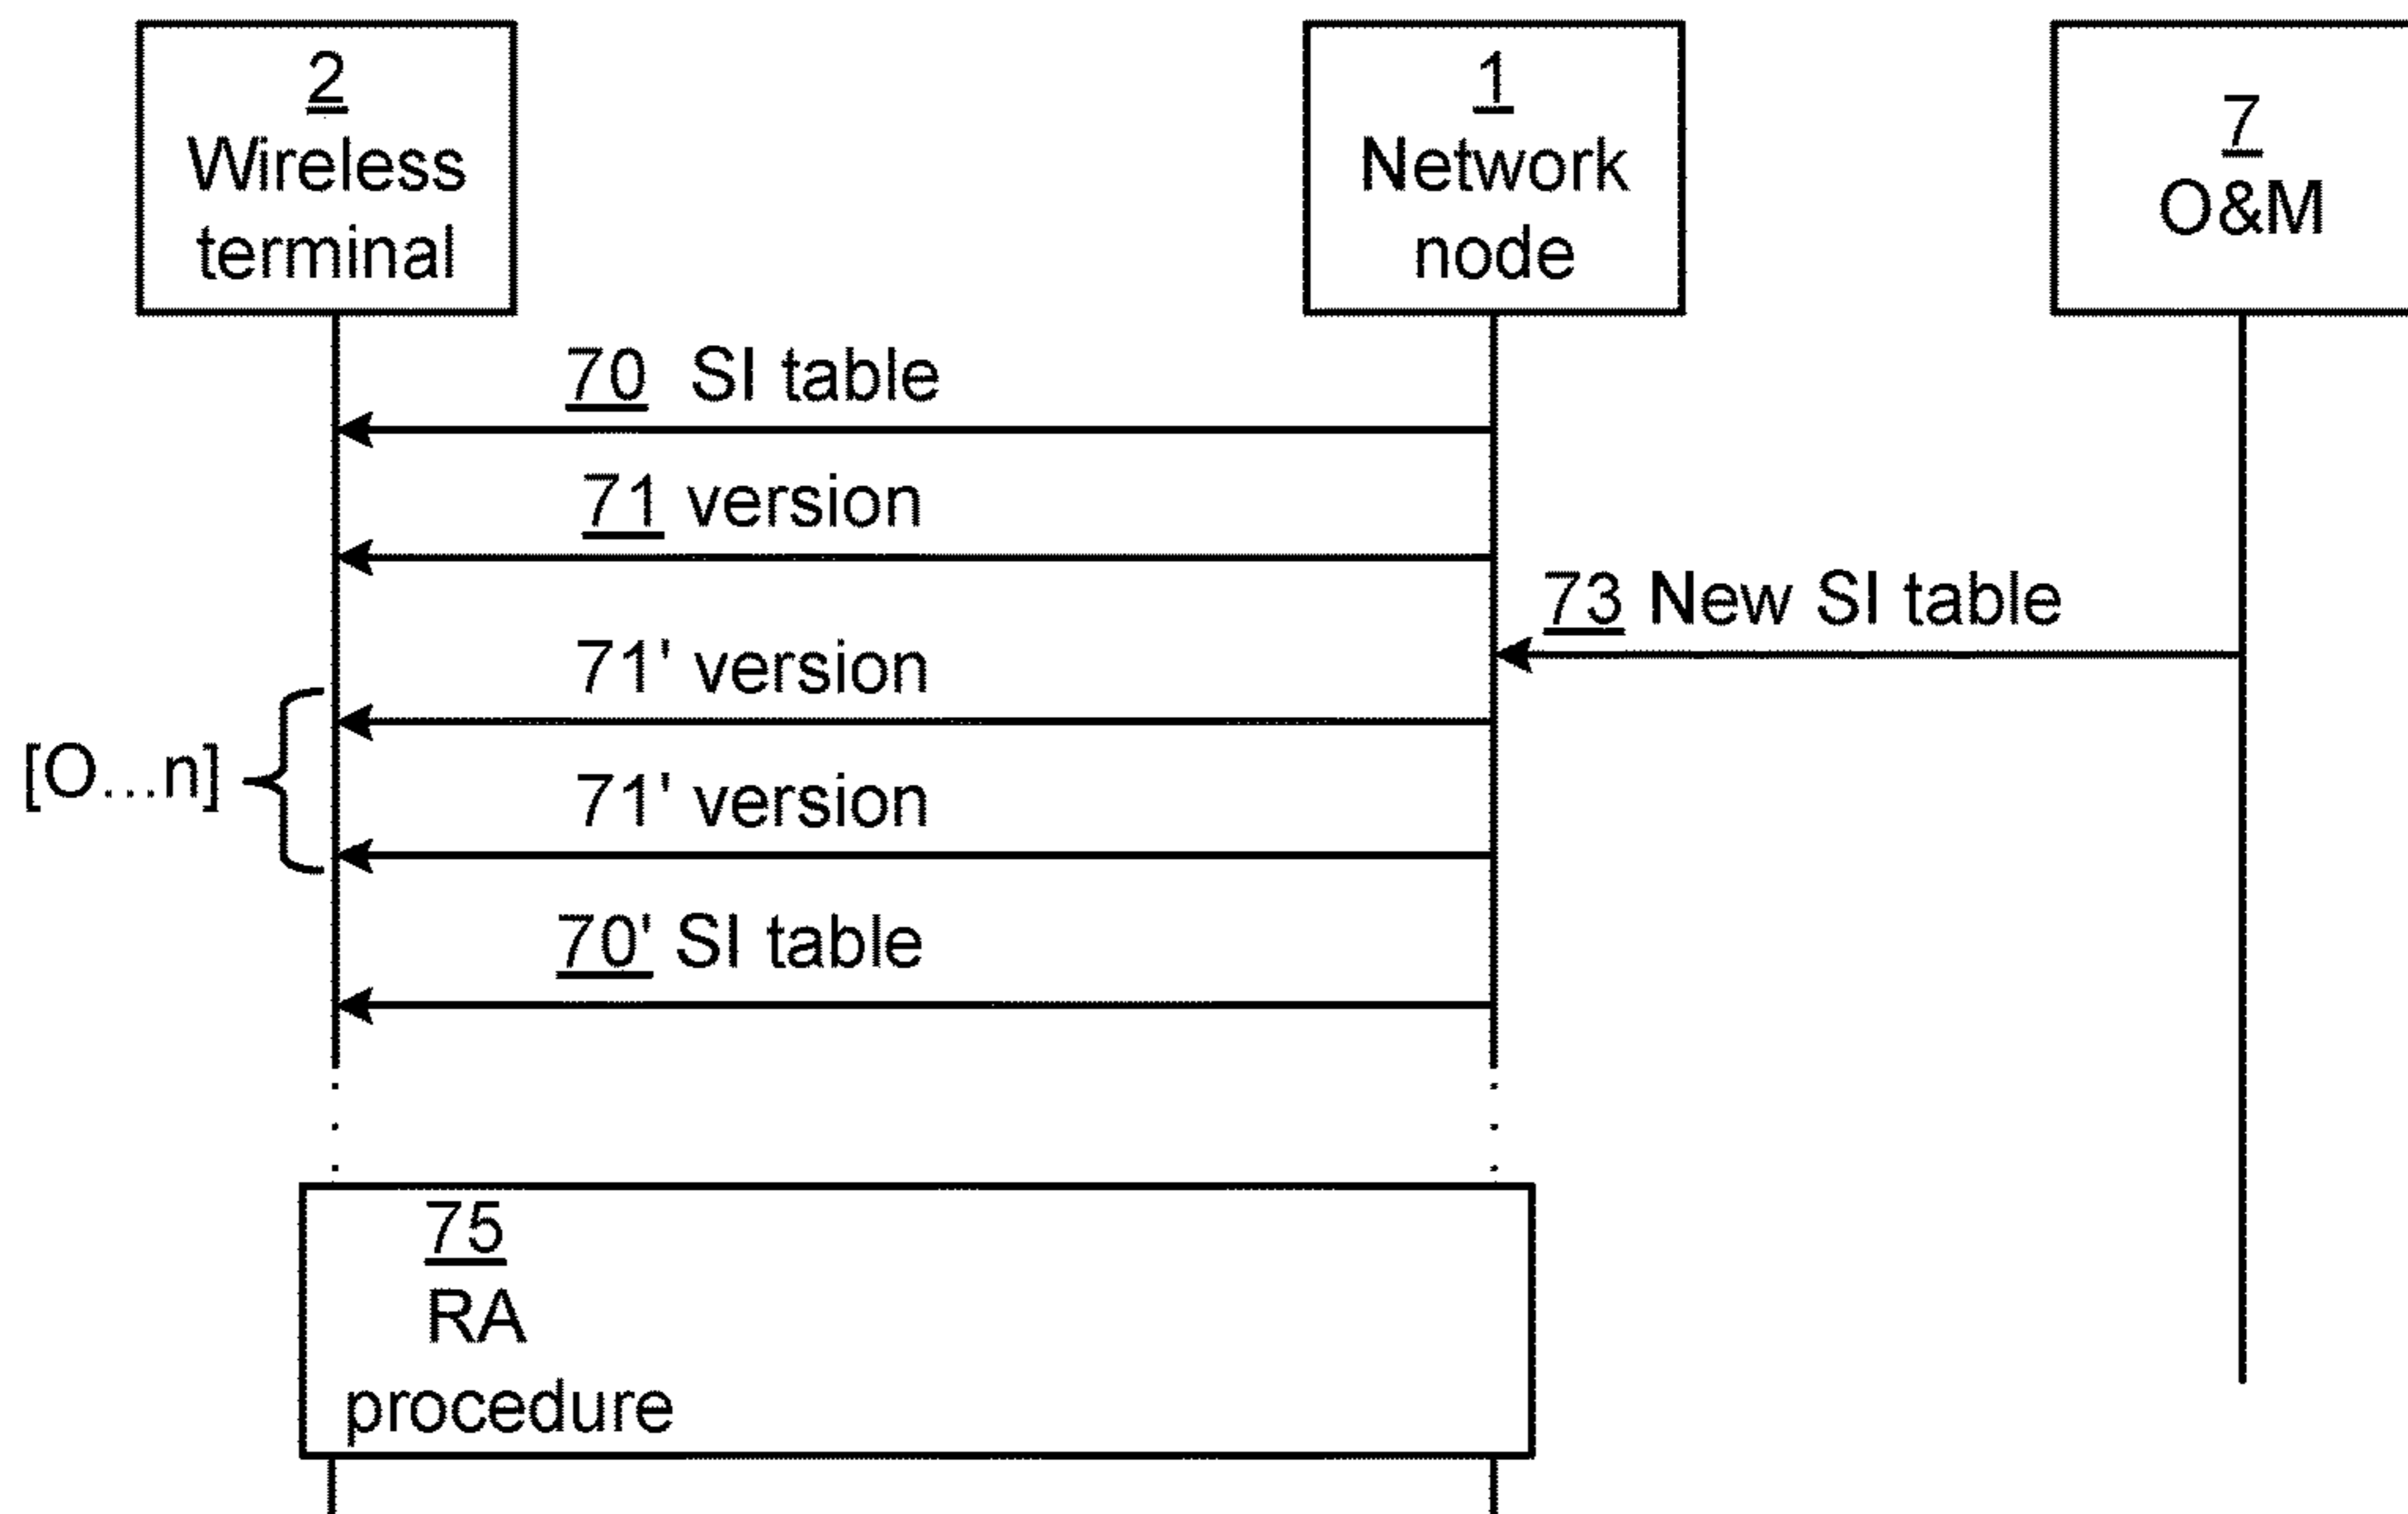 2
Wireless
terminal
1
Network
node
7
O&M
70 SI table
71 version
73 New SI table
71' version
[O...n]
71' version
70' SI table
75
RA
procedure